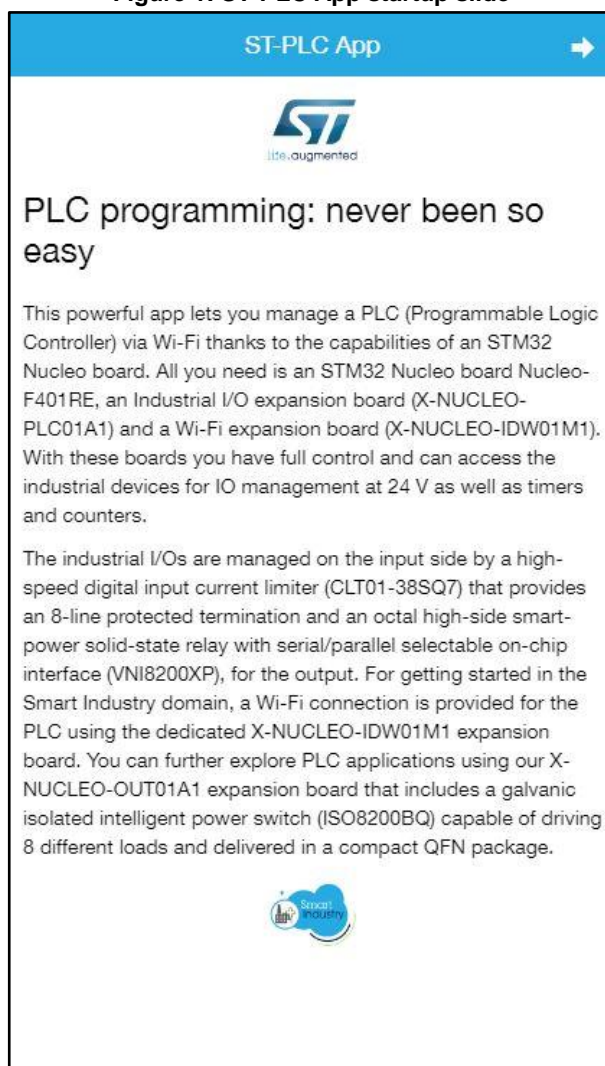 Figure 1: ST-PLC App startup slide
ST-PLC App
life.augmented
PLC programming: never been so
easy
This powerful app lets you manage a PLC (Programmable Logic
Controller) via Wi-Fi thanks to the capabilities of an STM32
Nucleo board. All you need is an STM32 Nucleo board Nucleo-
F401RE, an Industrial I/O expansion board (X-NUCLEO-
PLC01A1) and a Wi-Fi expansion board (X-NUCLEO-IDW01M1).
With these boards you have full control and can access the
industrial devices for IO management at 24 V as well as timers
and counters.
The industrial I/Os are managed on the input side by a high-
speed digital input current limiter (CLT01-38SQ7) that provides
an 8-line protected termination and an octal high-side smart-
power solid-state relay with serial/parallel selectable on-chip
interface (VNI8200XP), for the output. For getting started in the
Smart Industry domain, a Wi-Fi connection is provided for the
PLC using the dedicated X-NUCLEO-IDW01M1 expansion
board. You can further explore PLC applications using our X-
NUCLEO-OUT01A1 expansion board that includes a galvanic
isolated intelligent power switch (ISO8200BQ) capable of driving
8 different loads and delivered in a compact QFN package.
Smart
Industry